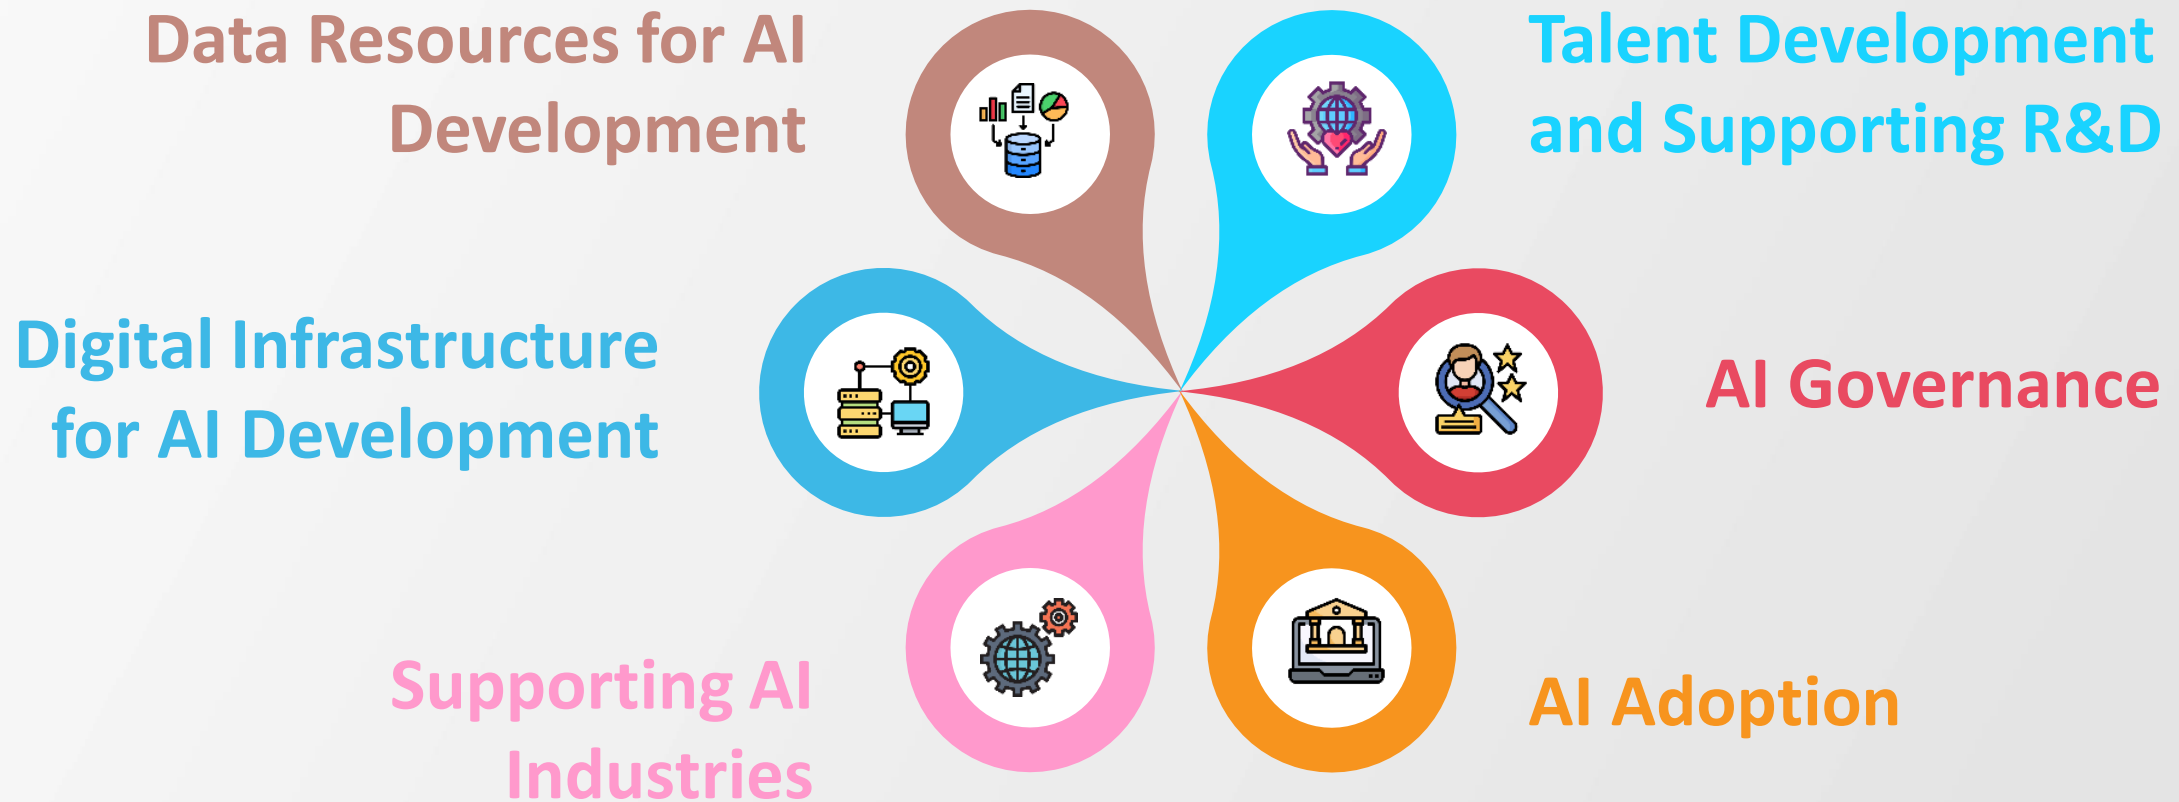 Data Resources for AI
Development
Talent Development
and Supporting R&D
Digital Infrastructure
for AI Development
AI Governance
Supporting AI
Industries
AI Adoption